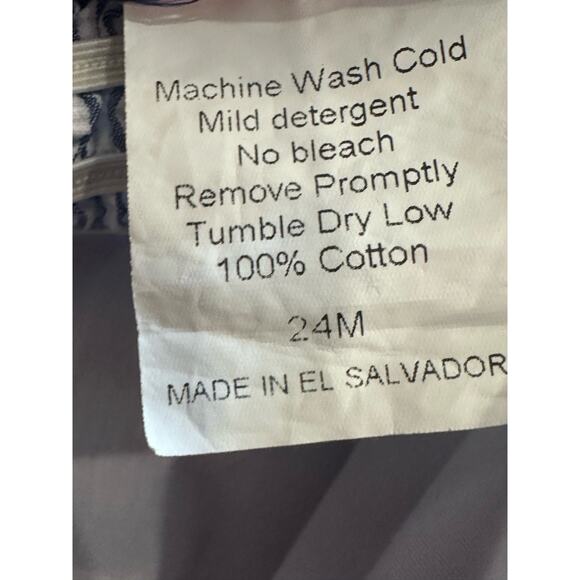 Machine Wash Cold
Mild detergent
No bleach
Remove Promptly
Tumble Dry Low
100% Cotton
24M
MADE IN EL SALVADOR